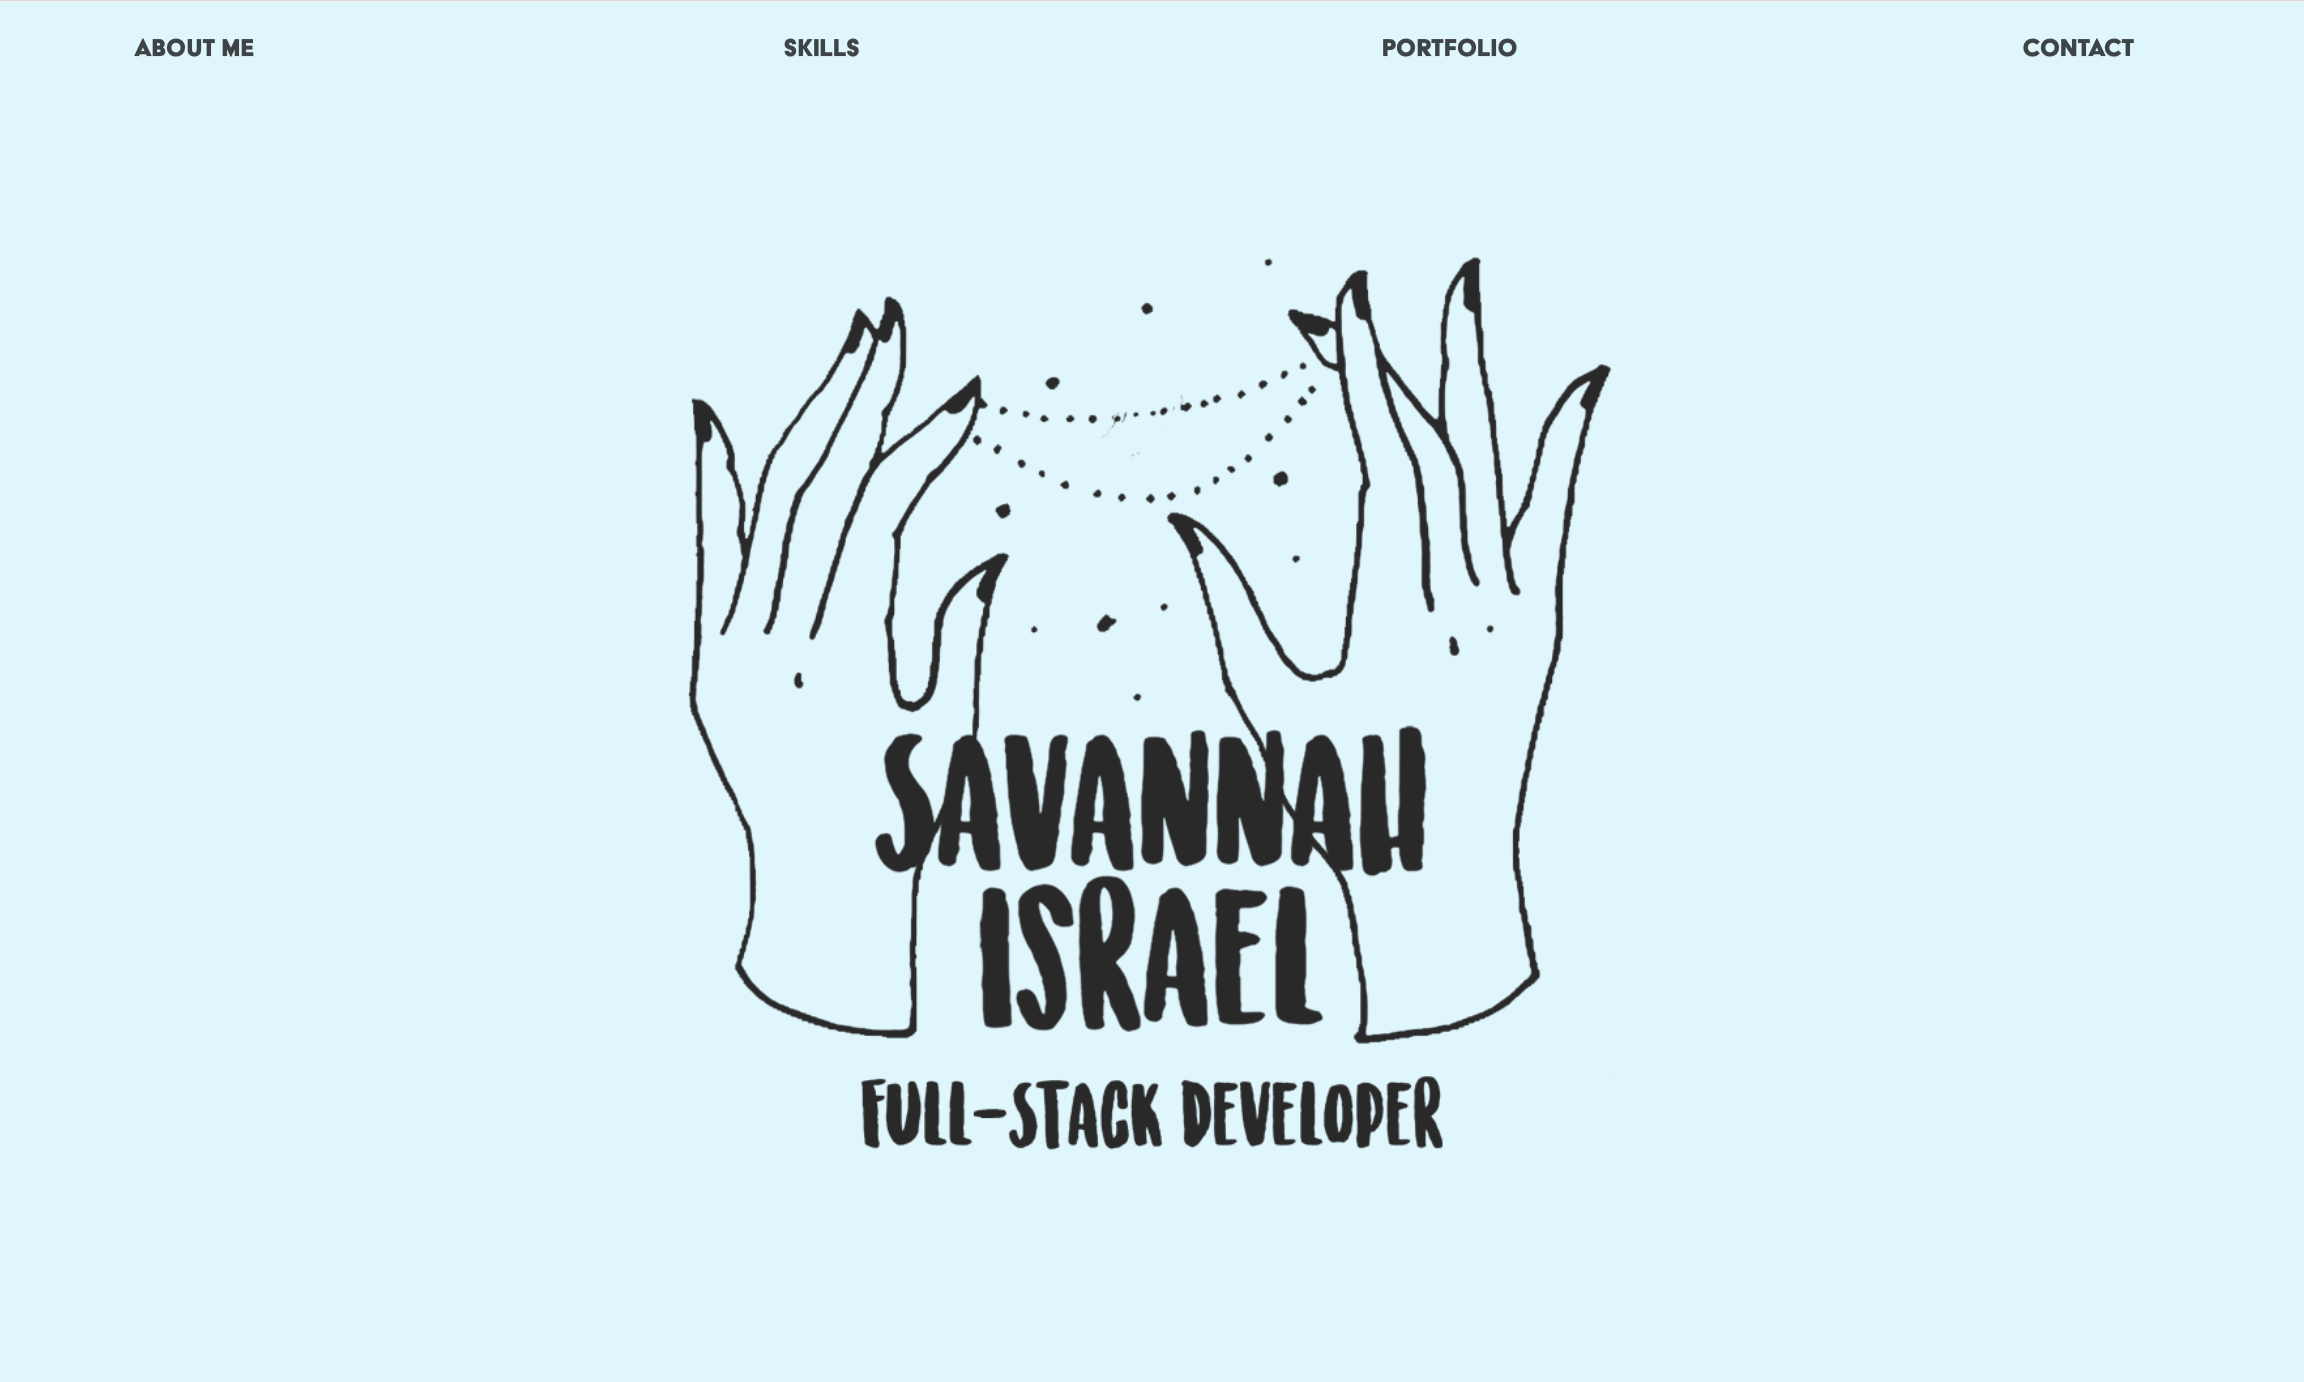 ABOUT ME
SKILLS
PORTFOLIO
CONTACT
SAVANNAH
ISRAEL
FULL-STACK DEVELOPER